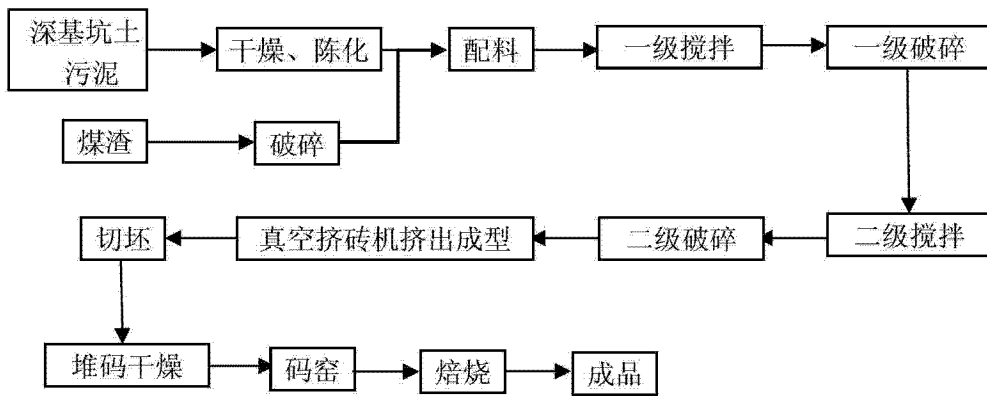 深基坑土
污泥
干燥、陈化
配料
一级搅拌
一级破碎
煤渣
破碎
切坯
真空挤砖机挤出成型
二级破碎
二级搅拌
堆码干燥
码窑
焙烧
成品